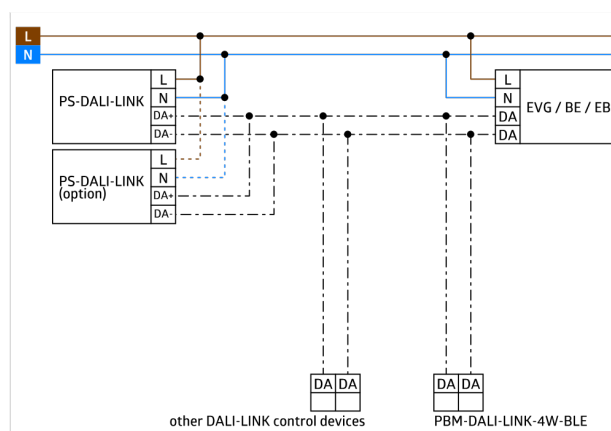 L
N
PS-DALI-LINK
L
N
DA+
DA-
EVG / BE / EB
L
N
DA
DA
PS-DALI-LINK
(option)
L
N
DA+
DA-
DA DA
DA DA
other DALI-LINK control devices
PBM-DALI-LINK-4W-BLE